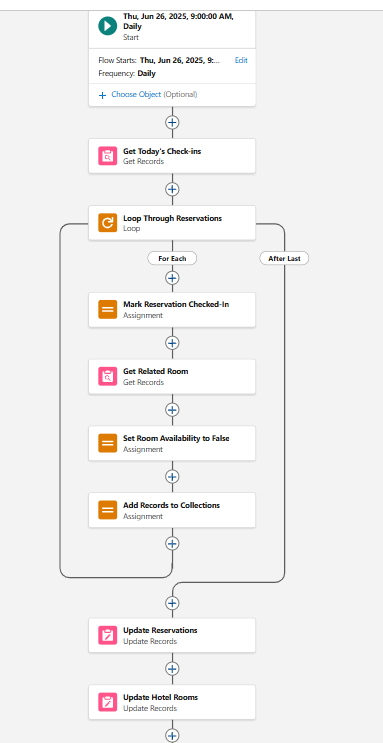 Thu, Jun 26, 2025, 9:00:00 AM,
Daily
Start
Flow Starts: Thu, Jun 26, 2025, 9:... Edit
Frequency: Daily
+ Choose Object (Optional)
Get Today's Check-ins
Get Records
Loop Through Reservations
Loop
For Each
After Last
Mark Reservation Checked-In
Assignment
Get Related Room
Get Records
Set Room Availability to False
Assignment
Add Records to Collections
Assignment
Update Reservations
Update Records
Update Hotel Rooms
Update Records